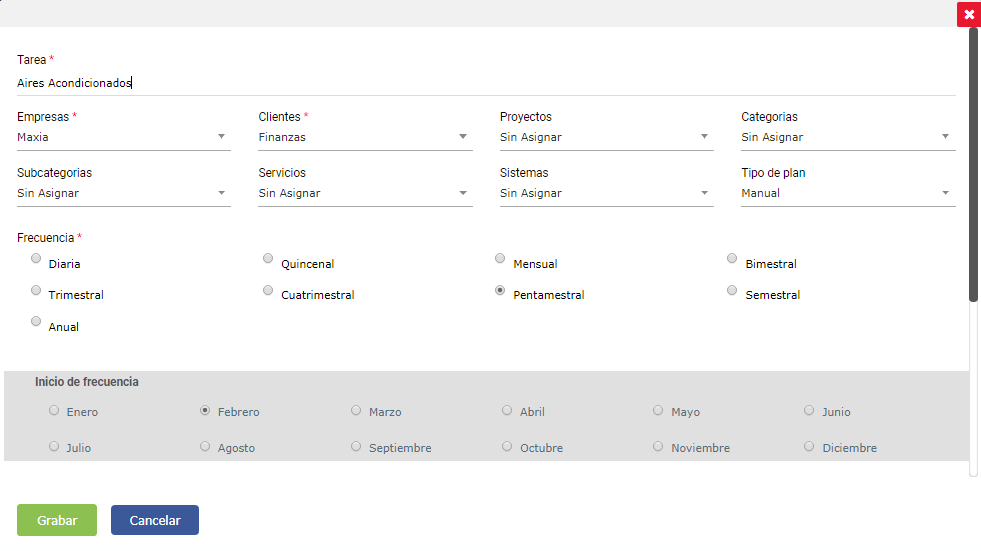 Tarea *
Aires Acondicionados
Empresas * Clientes * Proyectos Categorias
Maxia Finanzas Sin Asignar Sin Asignar
Subcategorias Servicios Sistemas Tipo de plan
Sin Asignar Sin Asignar Sin Asignar Manual
Frecuencia *
Diaria Quincenal Mensual Bimestral
Trimestral Cuatrimestral Pentamestral Semestral
Anual
Inicio de frecuencia
Enero Febrero Marzo Abril Mayo Junio
Julio Agosto Septiembre Octubre Noviembre Diciembre
Grabar Cancelar